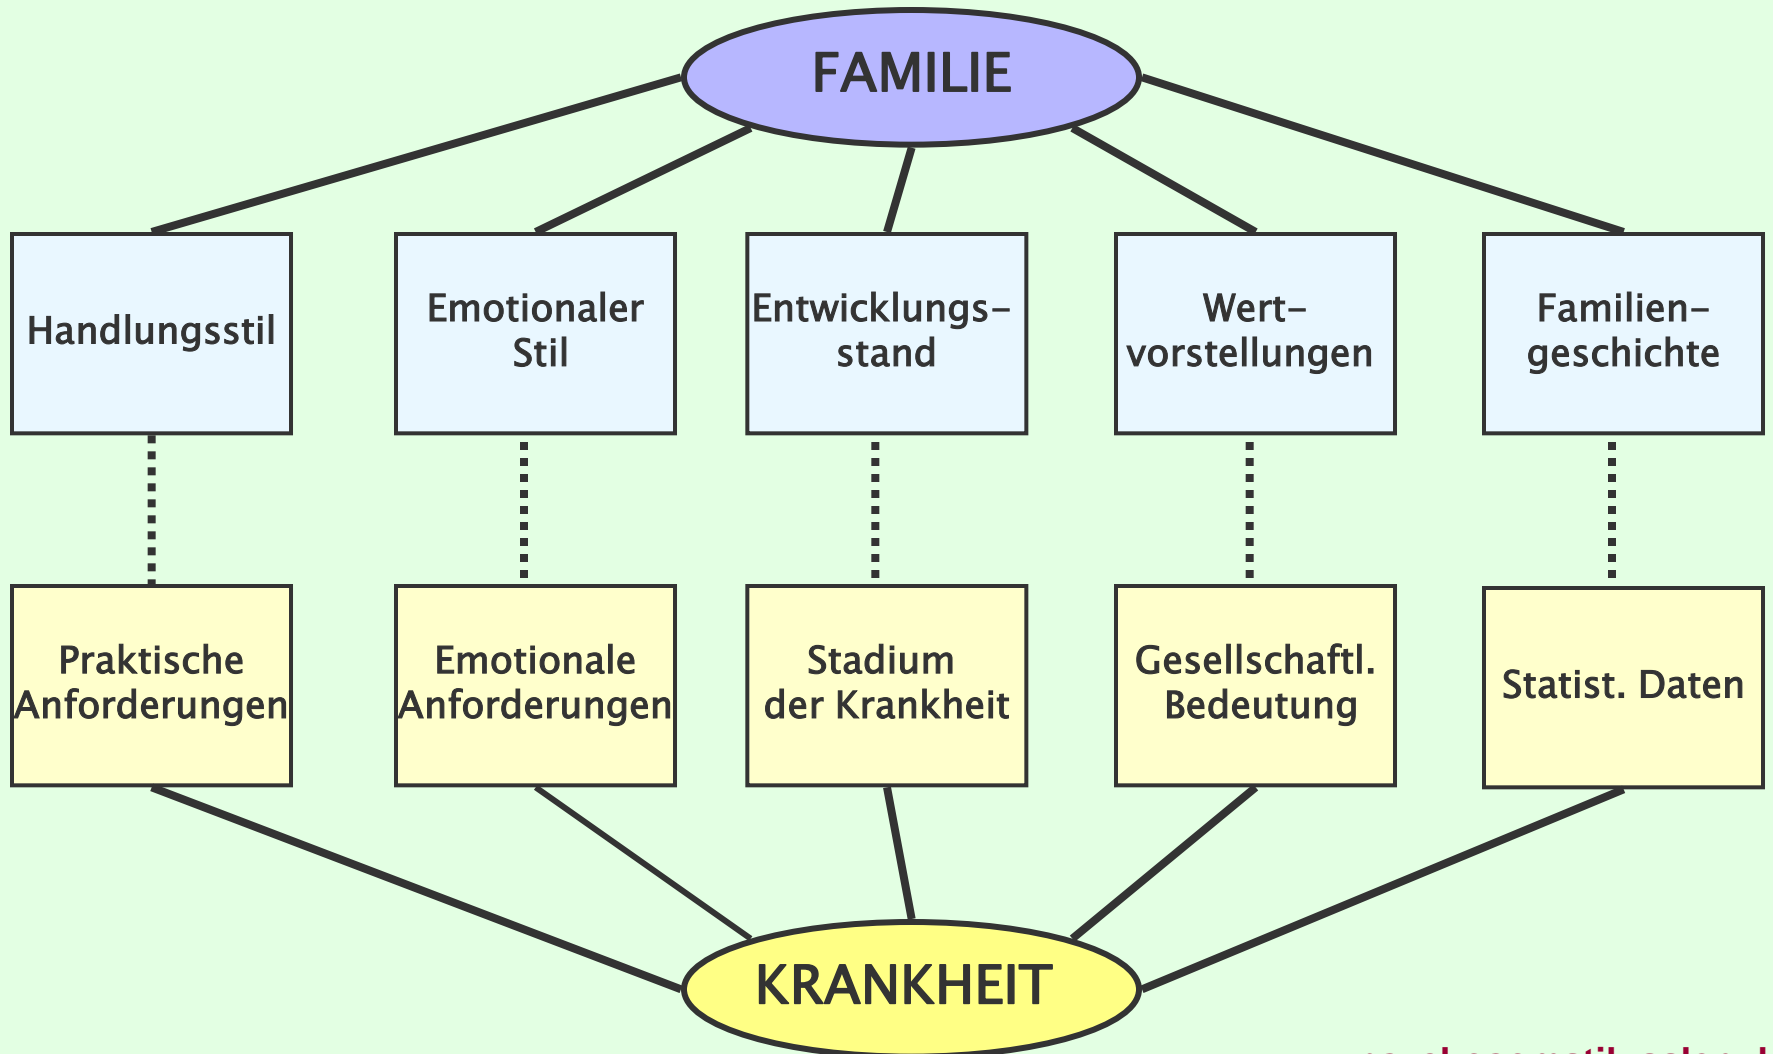 FAMILIE
Handlungsstil
Emotionaler
Stil
Entwicklungs-
stand
Wert-
vorstellungen
Familien-
geschichte
Praktische
Anforderungen
Emotionale
Anforderungen
Stadium
der Krankheit
Gesellschaftl.
Bedeutung
Statist. Daten
KRANKHEIT